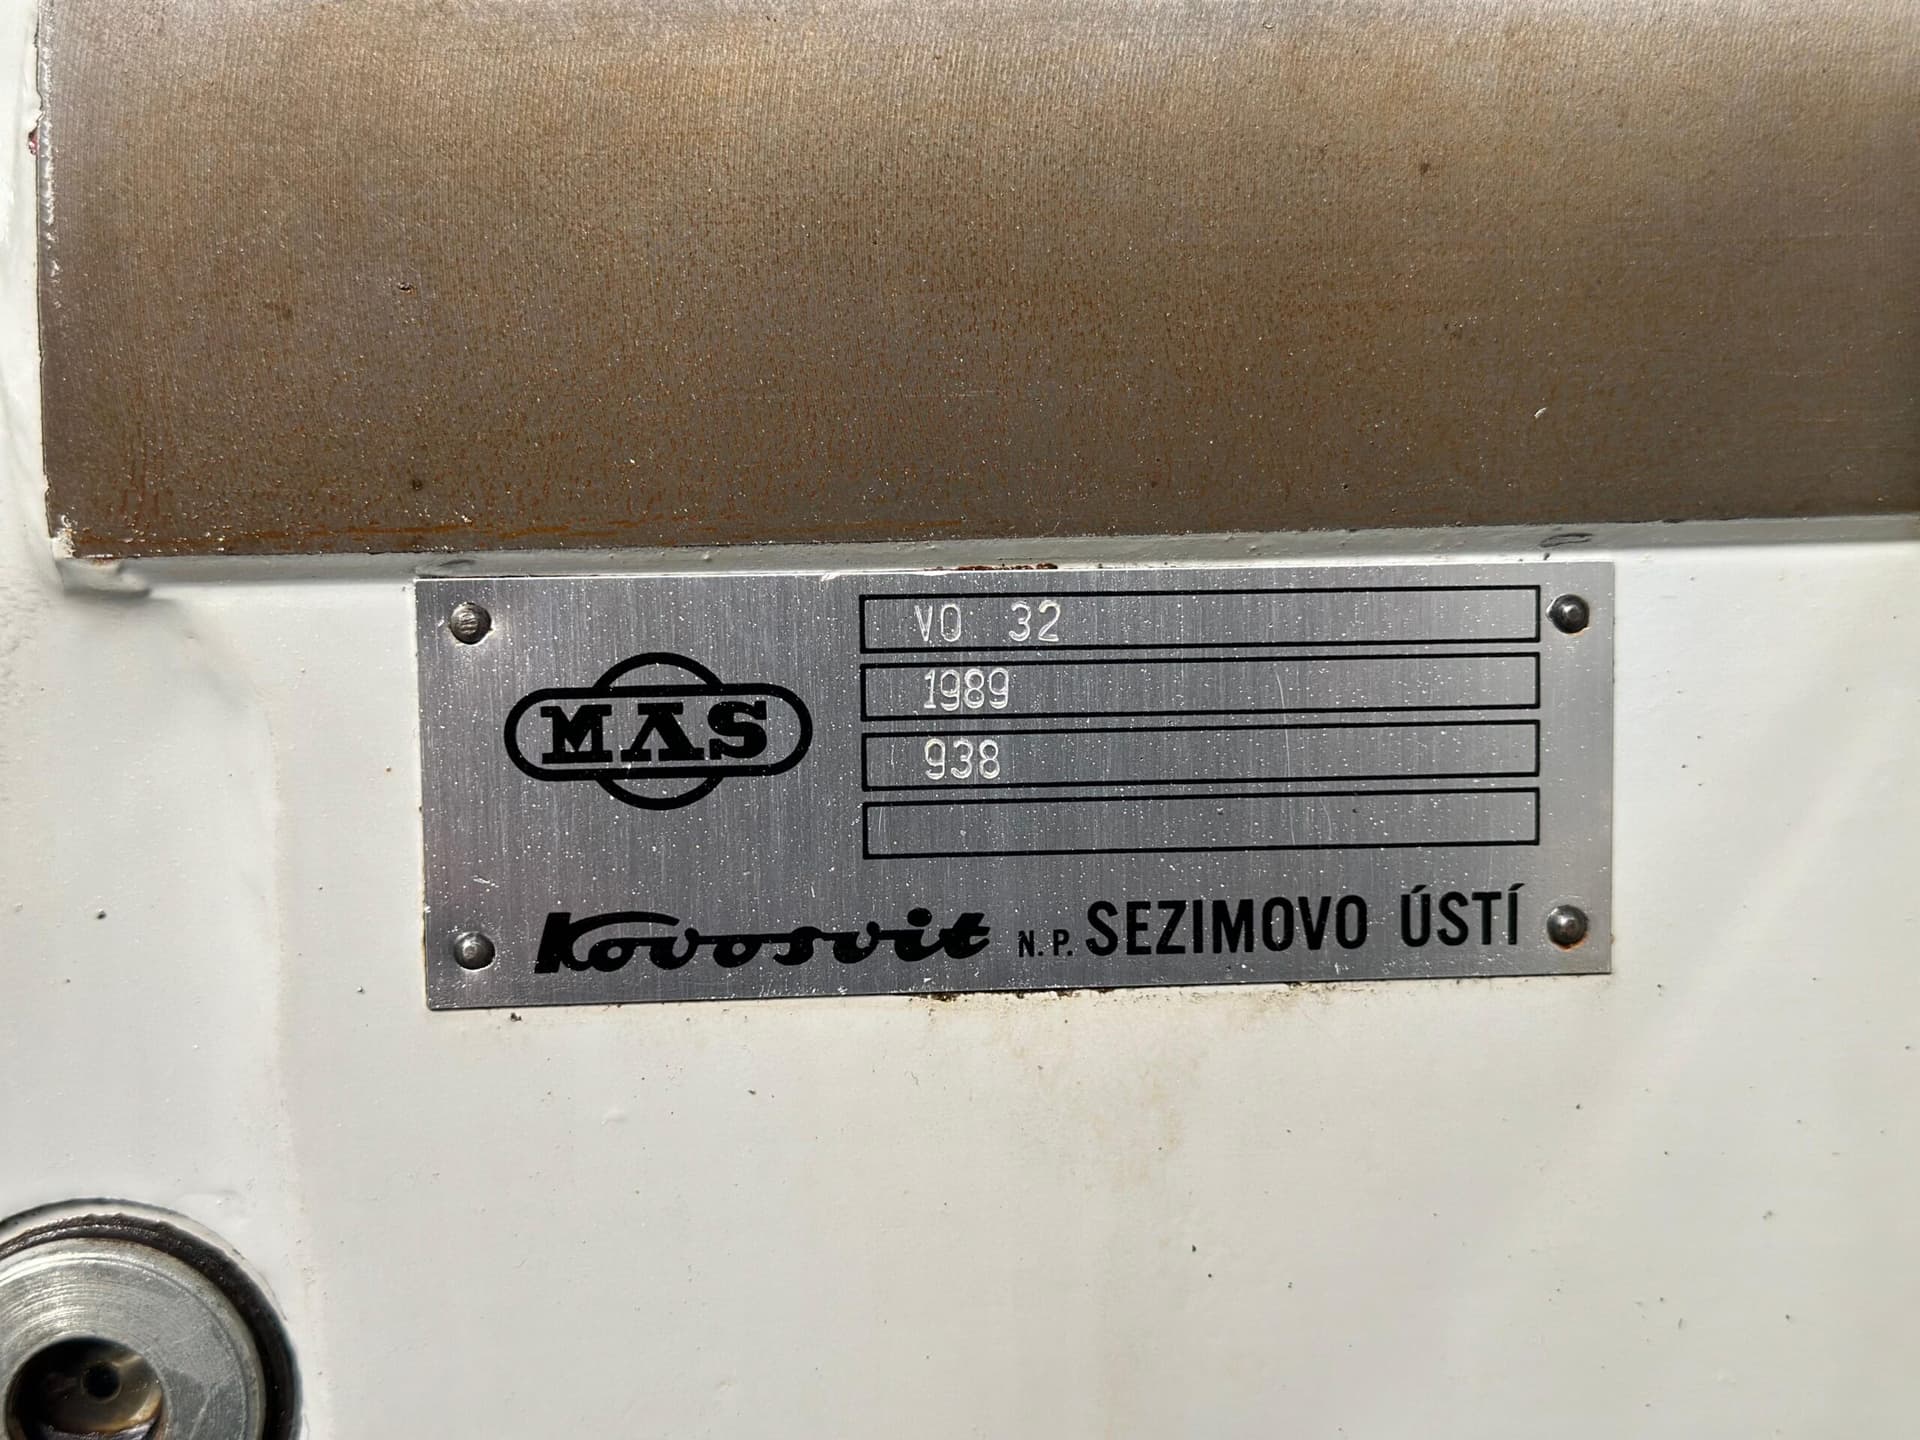 MAS
VO 32
1989
938
Kovosvit N.P. SEZIMOVO ÚSTÍ